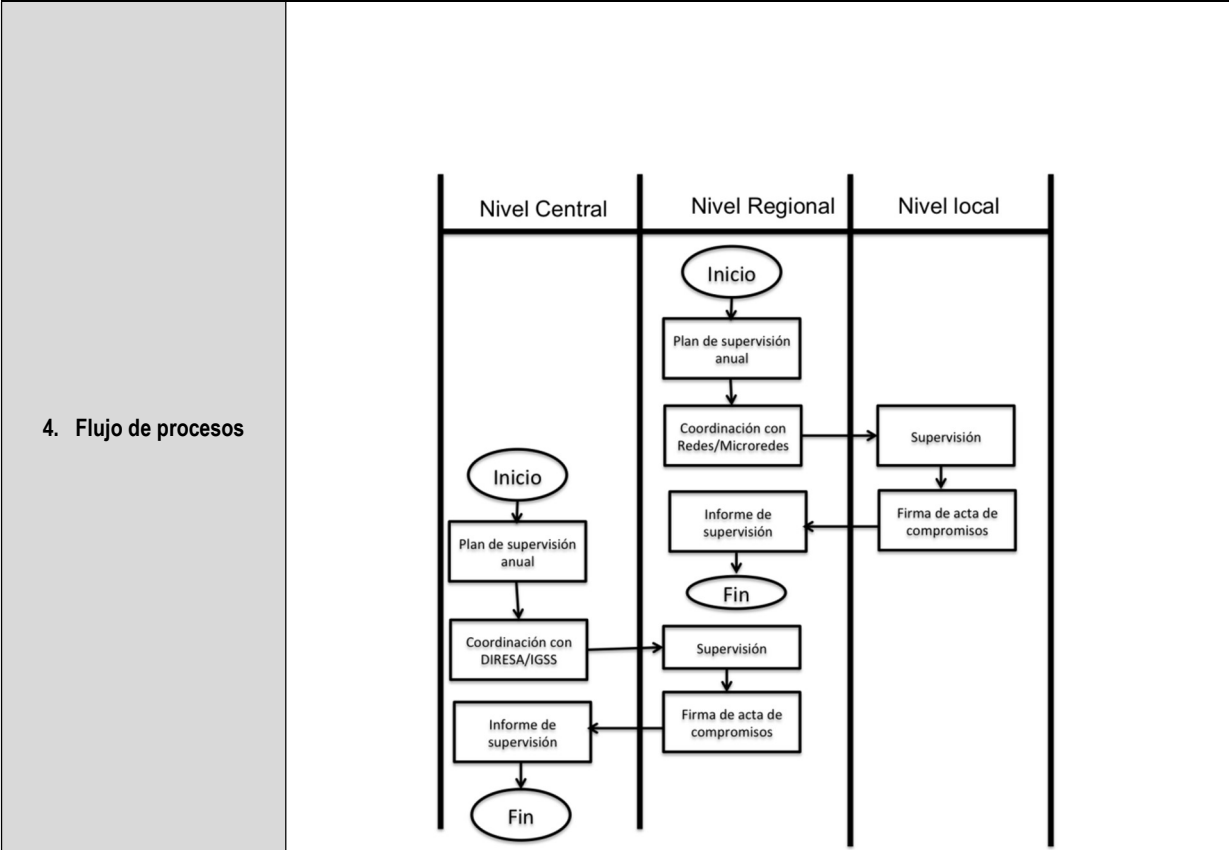 4. Flujo de procesos
Nivel Central
Nivel Regional
Nivel local
Inicio
Plan de supervisión
anual
Coordinación con
Redes/Microredes
Supervisión
Firma de acta de
compromisos
Informe de
supervisión
Fin
Inicio
Plan de supervisión
anual
Coordinación con
DIRESA/IGSS
Supervisión
Firma de acta de
compromisos
Informe de
supervisión
Fin